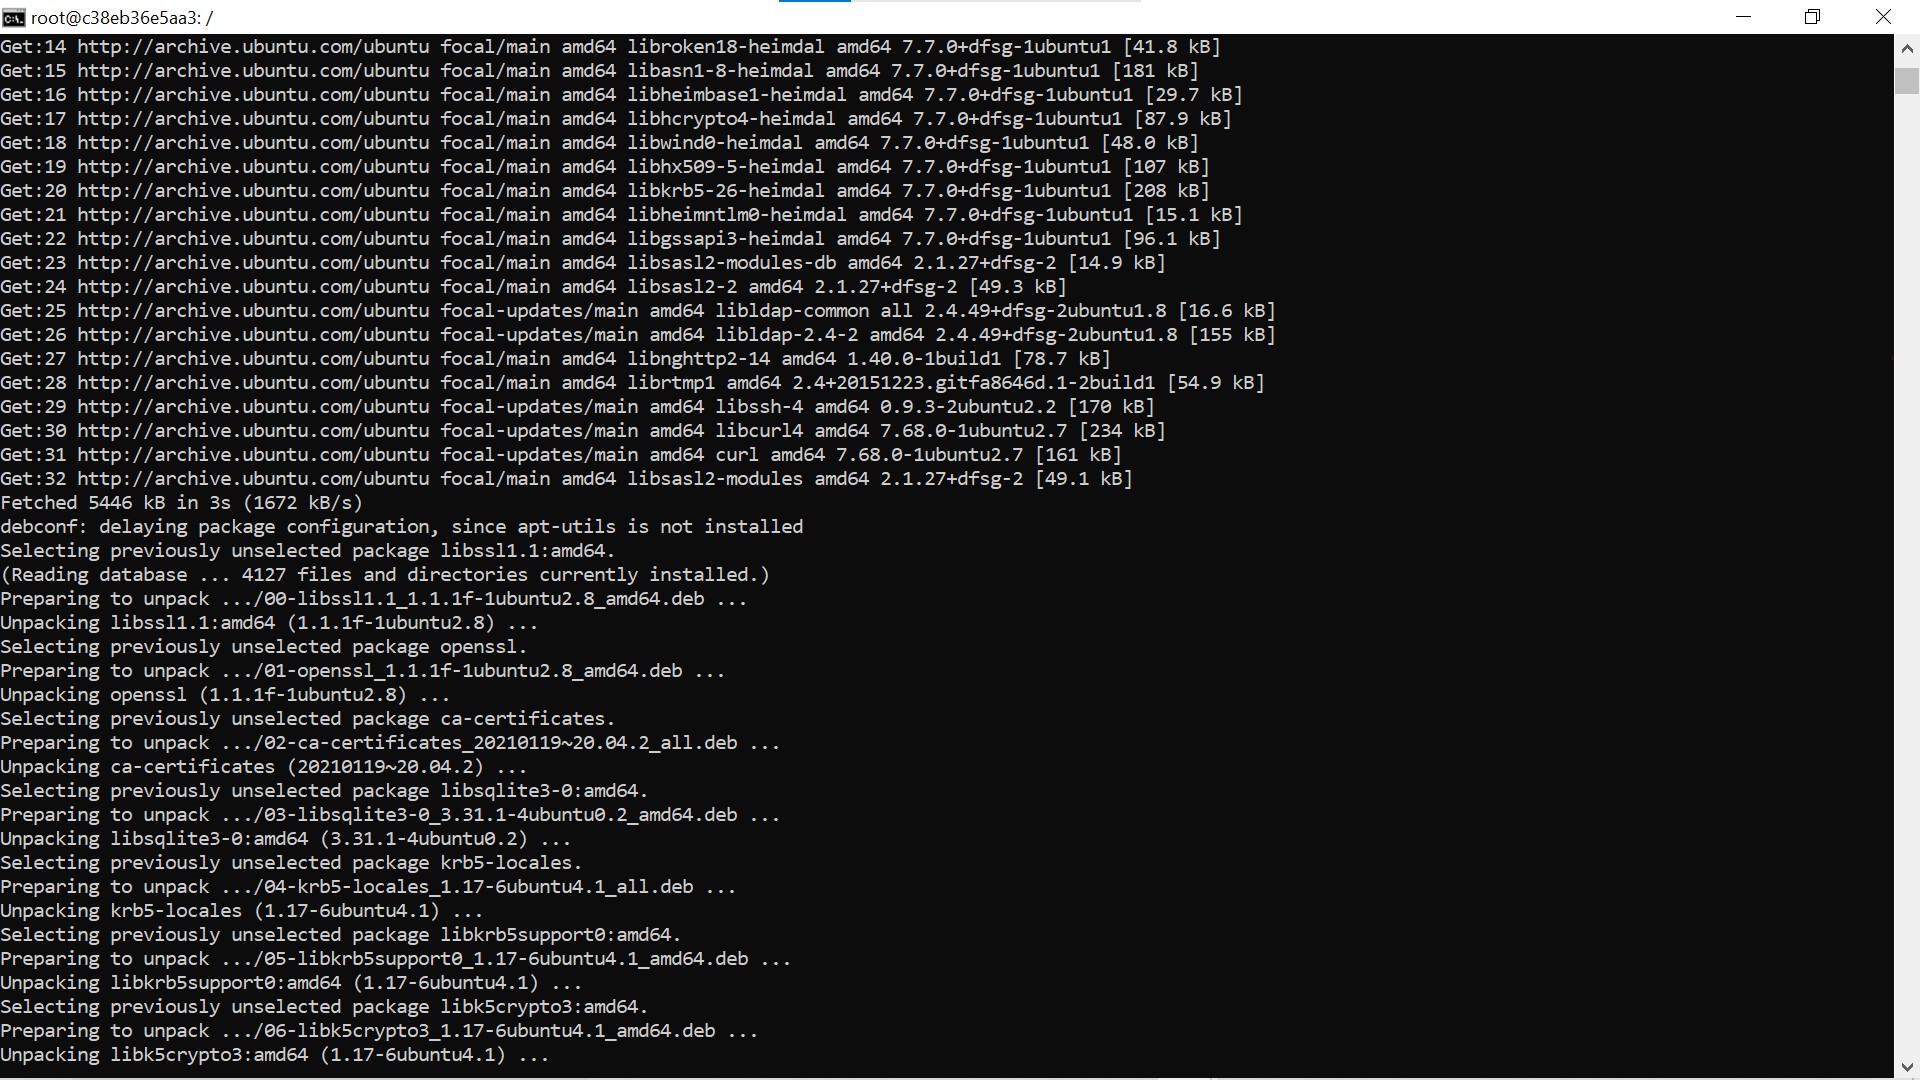 root@c38eb36e5aa3: /
Get:14 http://archive.ubuntu.com/ubuntu focal/main amd64 libroken18-heimdal amd64 7.7.0+dfsg-1ubuntu1 [41.8 kB]
Get:15 http://archive.ubuntu.com/ubuntu focal/main amd64 libasn1-8-heimdal amd64 7.7.0+dfsg-1ubuntu1 [181 kB]
Get:16 http://archive.ubuntu.com/ubuntu focal/main amd64 libheimbase1-heimdal amd64 7.7.0+dfsg-1ubuntu1 [29.7 kB]
Get:17 http://archive.ubuntu.com/ubuntu focal/main amd64 libhcrypto4-heimdal amd64 7.7.0+dfsg-1ubuntu1 [87.9 kB]
Get:18 http://archive.ubuntu.com/ubuntu focal/main amd64 libwind0-heimdal amd64 7.7.0+dfsg-1ubuntu1 [48.0 kB]
Get:19 http://archive.ubuntu.com/ubuntu focal/main amd64 libhx509-5-heimdal amd64 7.7.0+dfsg-1ubuntu1 [107 kB]
Get:20 http://archive.ubuntu.com/ubuntu focal/main amd64 libkrb5-26-heimdal amd64 7.7.0+dfsg-1ubuntu1 [208 kB]
Get:21 http://archive.ubuntu.com/ubuntu focal/main amd64 libheimntlm0-heimdal amd64 7.7.0+dfsg-1ubuntu1 [15.1 kB]
Get:22 http://archive.ubuntu.com/ubuntu focal/main amd64 libgssapi3-heimdal amd64 7.7.0+dfsg-1ubuntu1 [96.1 kB]
Get:23 http://archive.ubuntu.com/ubuntu focal/main amd64 libsasl2-modules-db amd64 2.1.27+dfsg-2 [14.9 kB]
Get:24 http://archive.ubuntu.com/ubuntu focal/main amd64 libsasl2-2 amd64 2.1.27+dfsg-2 [49.3 kB]
Get:25 http://archive.ubuntu.com/ubuntu focal-updates/main amd64 libldap-common all 2.4.49+dfsg-2ubuntu1.8 [16.6 kB]
Get:26 http://archive.ubuntu.com/ubuntu focal-updates/main amd64 libldap-2.4-2 amd64 2.4.49+dfsg-2ubuntu1.8 [155 kB]
Get:27 http://archive.ubuntu.com/ubuntu focal/main amd64 libnghttp2-14 amd64 1.40.0-1build1 [78.7 kB]
Get:28 http://archive.ubuntu.com/ubuntu focal/main amd64 librtmp1 amd64 2.4+20151223.gitfa8646d.1-2build1 [54.9 kB]
Get:29 http://archive.ubuntu.com/ubuntu focal-updates/main amd64 libssh-4 amd64 0.9.3-2ubuntu2.2 [170 kB]
Get:30 http://archive.ubuntu.com/ubuntu focal-updates/main amd64 libcurl4 amd64 7.68.0-1ubuntu2.7 [234 kB]
Get:31 http://archive.ubuntu.com/ubuntu focal-updates/main amd64 curl amd64 7.68.0-1ubuntu2.7 [161 kB]
Get:32 http://archive.ubuntu.com/ubuntu focal/main amd64 libsasl2-modules amd64 2.1.27+dfsg-2 [49.1 kB]
Fetched 5446 kB in 3s (1672 kB/s)
debconf: delaying package configuration, since apt-utils is not installed
Selecting previously unselected package libssl1.1:amd64.
(Reading database ... 4127 files and directories currently installed.)
Preparing to unpack .../00-libssl1.1_1.1.1f-1ubuntu2.8_amd64.deb ...
Unpacking libssl1.1:amd64 (1.1.1f-1ubuntu2.8) ...
Selecting previously unselected package openssl.
Preparing to unpack .../01-openssl_1.1.1f-1ubuntu2.8_amd64.deb ...
Unpacking openssl (1.1.1f-1ubuntu2.8) ...
Selecting previously unselected package ca-certificates.
Preparing to unpack .../02-ca-certificates_20210119~20.04.2_all.deb ...
Unpacking ca-certificates (20210119~20.04.2) ...
Selecting previously unselected package libsqlite3-0:amd64.
Preparing to unpack .../03-libsqlite3-0_3.31.1-4ubuntu0.2_amd64.deb ...
Unpacking libsqlite3-0:amd64 (3.31.1-4ubuntu0.2) ...
Selecting previously unselected package krb5-locales.
Preparing to unpack .../04-krb5-locales_1.17-6ubuntu4.1_all.deb ...
Unpacking krb5-locales (1.17-6ubuntu4.1) ...
Selecting previously unselected package libkrb5support0:amd64.
Preparing to unpack .../05-libkrb5support0_1.17-6ubuntu4.1_amd64.deb ...
Unpacking libkrb5support0:amd64 (1.17-6ubuntu4.1) ...
Selecting previously unselected package libk5crypto3:amd64.
Preparing to unpack .../06-libk5crypto3_1.17-6ubuntu4.1_amd64.deb ...
Unpacking libk5crypto3:amd64 (1.17-6ubuntu4.1) ...